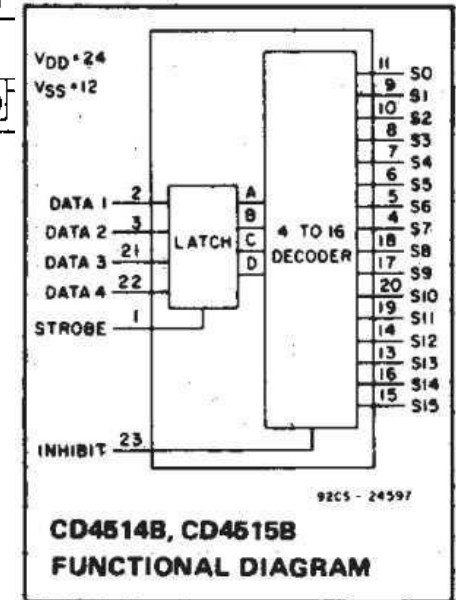 VDD = 24
VSS = 12
DATA 1 2
DATA 2 3
DATA 3 21
DATA 4 22
STROBE 1
INHIBIT 23
LATCH
A
B
C
D
4 TO 16
DECODER
11 S0
9 S1
10 S2
8 S3
7 S4
6 S5
5 S6
4 S7
18 S8
17 S9
20 S10
19 S11
14 S12
13 S13
16 S14
15 S15
92CS-24597
CD4514B, CD4515B
FUNCTIONAL DIAGRAM